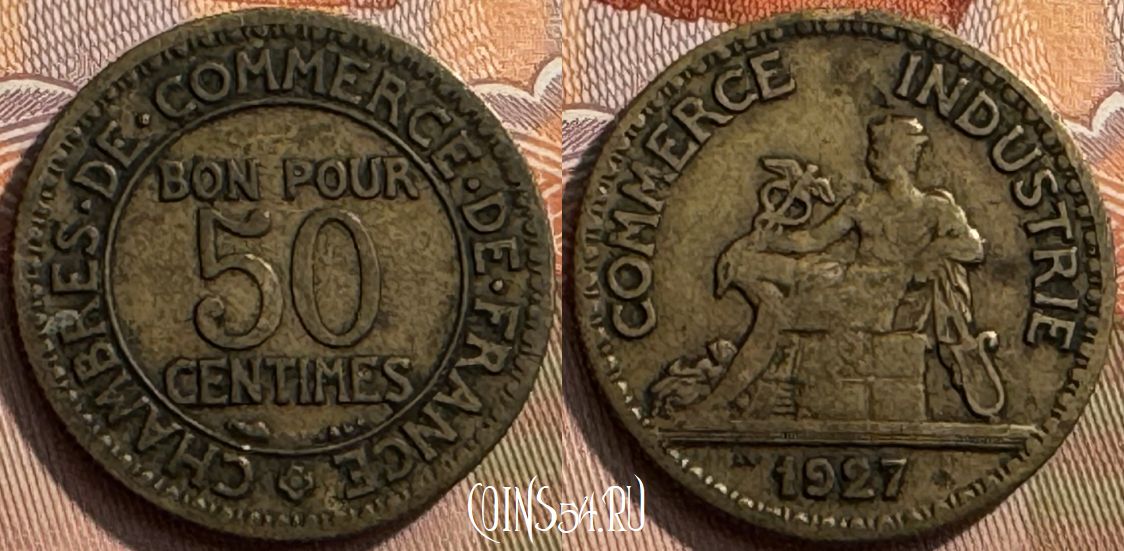 CHAMBRES·DE·COMMERCE·DE·FRANCE
BON POUR
50
CENTIMES
COMMERCE INDUSTRIE
1927
COINS54.RU